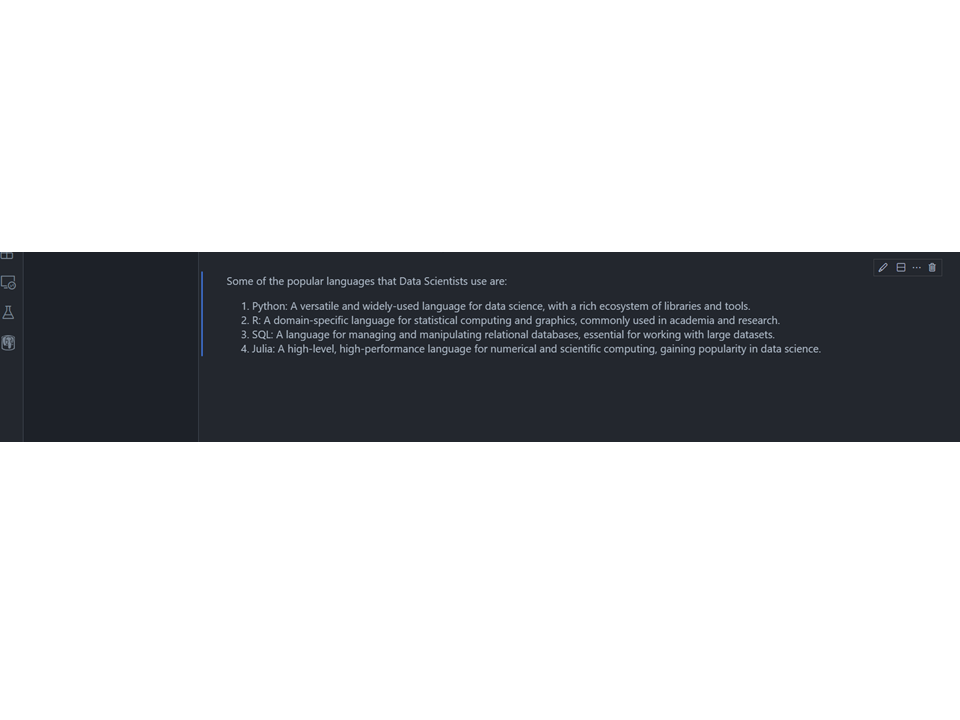 Some of the popular languages that Data Scientists use are:
1. Python: A versatile and widely-used language for data science, with a rich ecosystem of libraries and tools.
2. R: A domain-specific language for statistical computing and graphics, commonly used in academia and research.
3. SQL: A language for managing and manipulating relational databases, essential for working with large datasets.
4. Julia: A high-level, high-performance language for numerical and scientific computing, gaining popularity in data science.